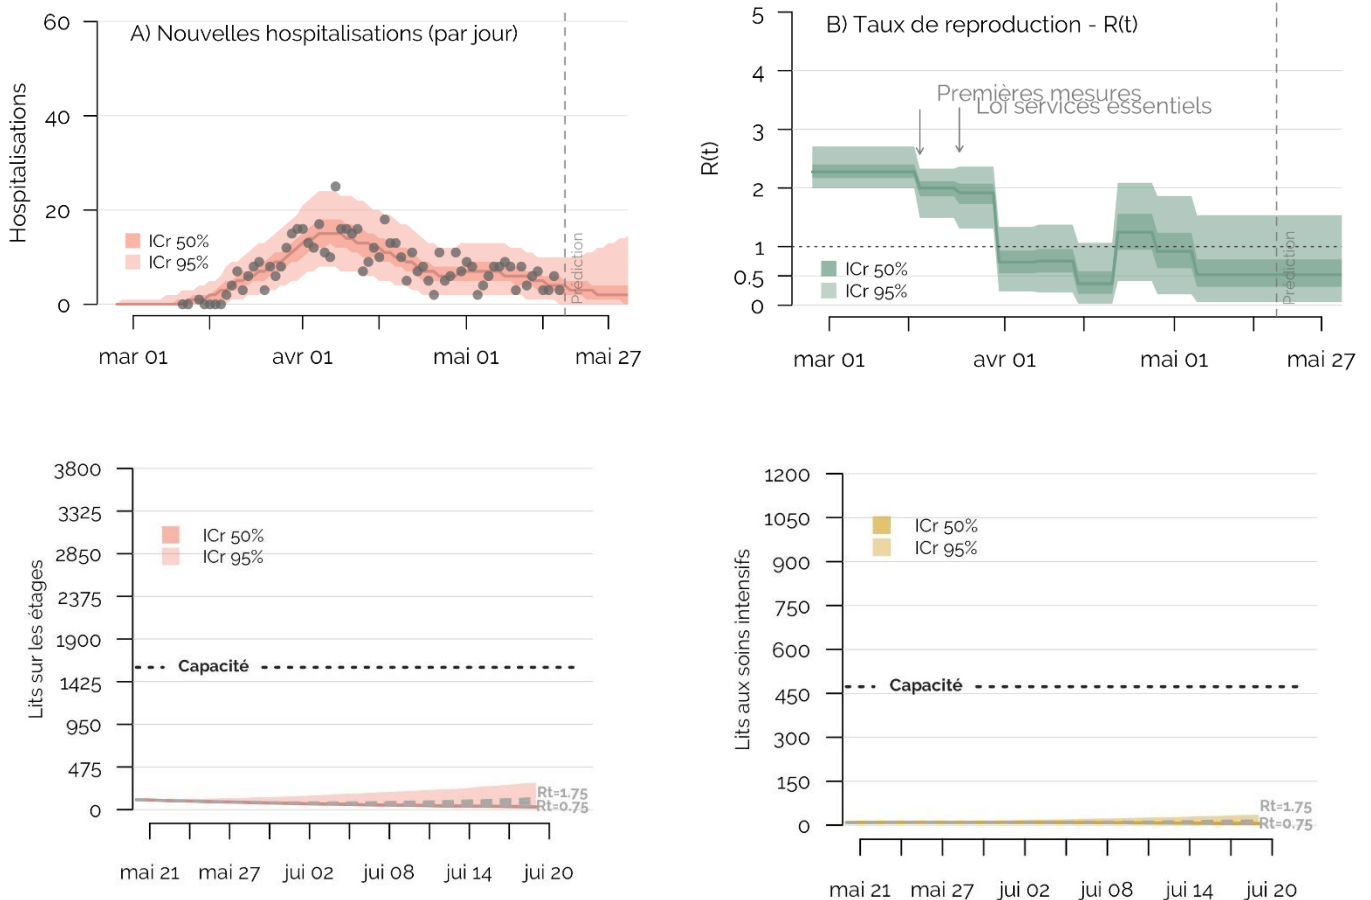 A) Nouvelles hospitalisations (par jour)
Hospitalisations
60
40
20
0
ICr 50%
ICr 95%
Prédiction
mar 01
avr 01
mai 01
mai 27
B) Taux de reproduction - R(t)
R(t)
5
4
3
2
1
0.5
0
Premières mesures
Loi services essentiels
ICr 50%
ICr 95%
Prédiction
mar 01
avr 01
mai 01
mai 27
Lits sur les étages
3800
3325
2850
2375
1900
1425
950
475
0
ICr 50%
ICr 95%
Capacité
Rt=1.75
Rt=0.75
mai 21
mai 27
jui 02
jui 08
jui 14
jui 20
Lits aux soins intensifs
1200
1050
900
750
600
450
300
150
0
ICr 50%
ICr 95%
Capacité
Rt=1.75
Rt=0.75
mai 21
mai 27
jui 02
jui 08
jui 14
jui 20